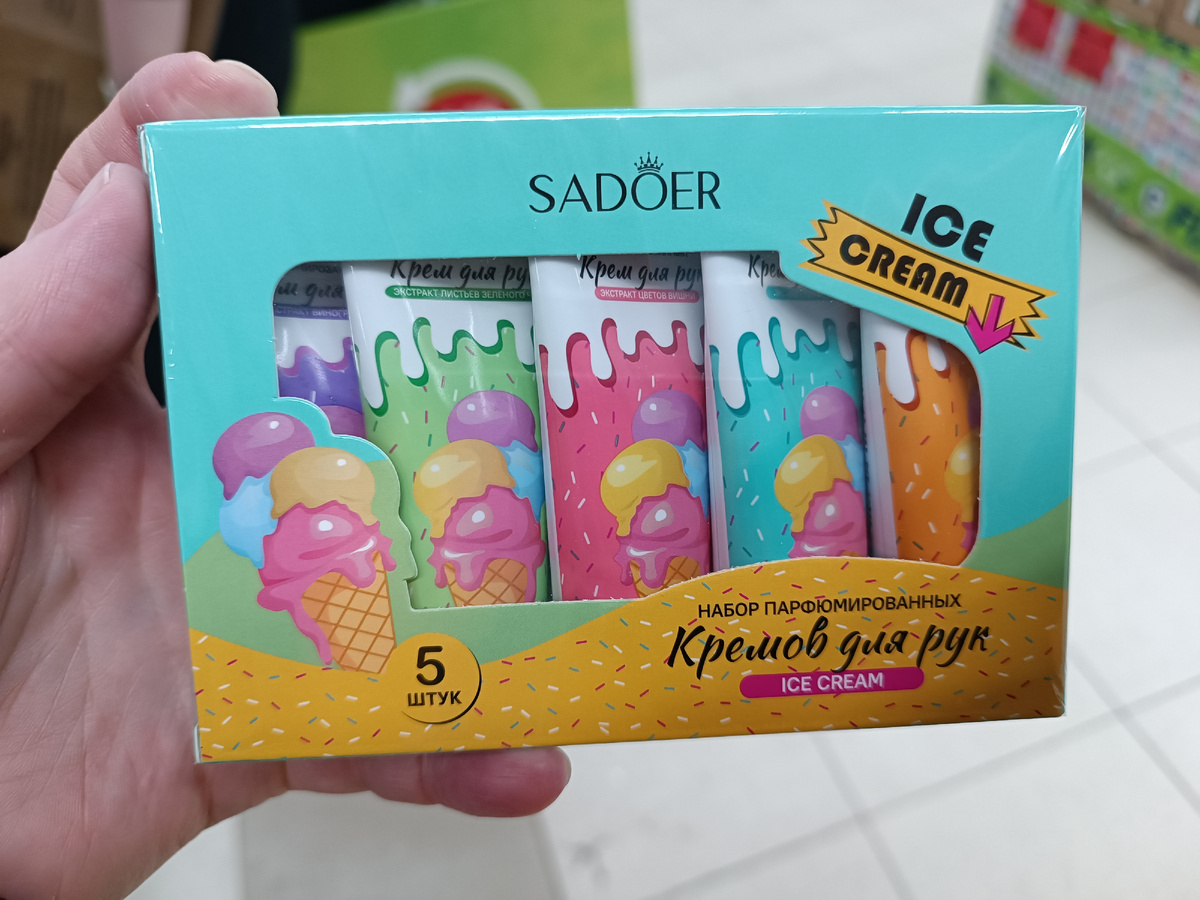 SADOER
ICE
CREAM
Крем для рук
ЭКСТРАКТ ЛИСТЬЕВ ЗЕЛЕНОГО
Крем для рук
ЭКСТРАКТ ЦВЕТОВ ВИШНИ
НАБОР ПАРФЮМИРОВАННЫХ
Кремов для рук
ICE CREAM
5
ШТУК